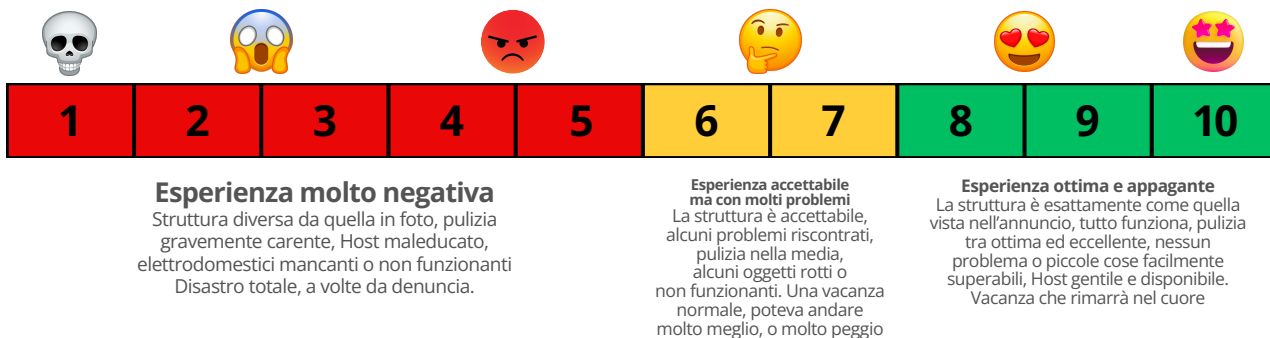 1 2 3 4 5 6 7 8 9 10
Esperienza molto negativa
Struttura diversa da quella in foto, pulizia
gravemente carente, Host maleducato,
elettrodomestici mancanti o non funzionanti
Disastro totale, a volte da denuncia.
Esperienza accettabile
ma con molti problemi
La struttura è accettabile,
alcuni problemi riscontrati,
pulizia nella media,
alcuni oggetti rotti o
non funzionanti. Una vacanza
normale, poteva andare
molto meglio, o molto peggio
Esperienza ottima e appagante
La struttura è esattamente come quella
vista nell’annuncio, tutto funziona, pulizia
tra ottima ed eccellente, nessun
problema o piccole cose facilmente
superabili, Host gentile e disponibile.
Vacanza che rimarrà nel cuore